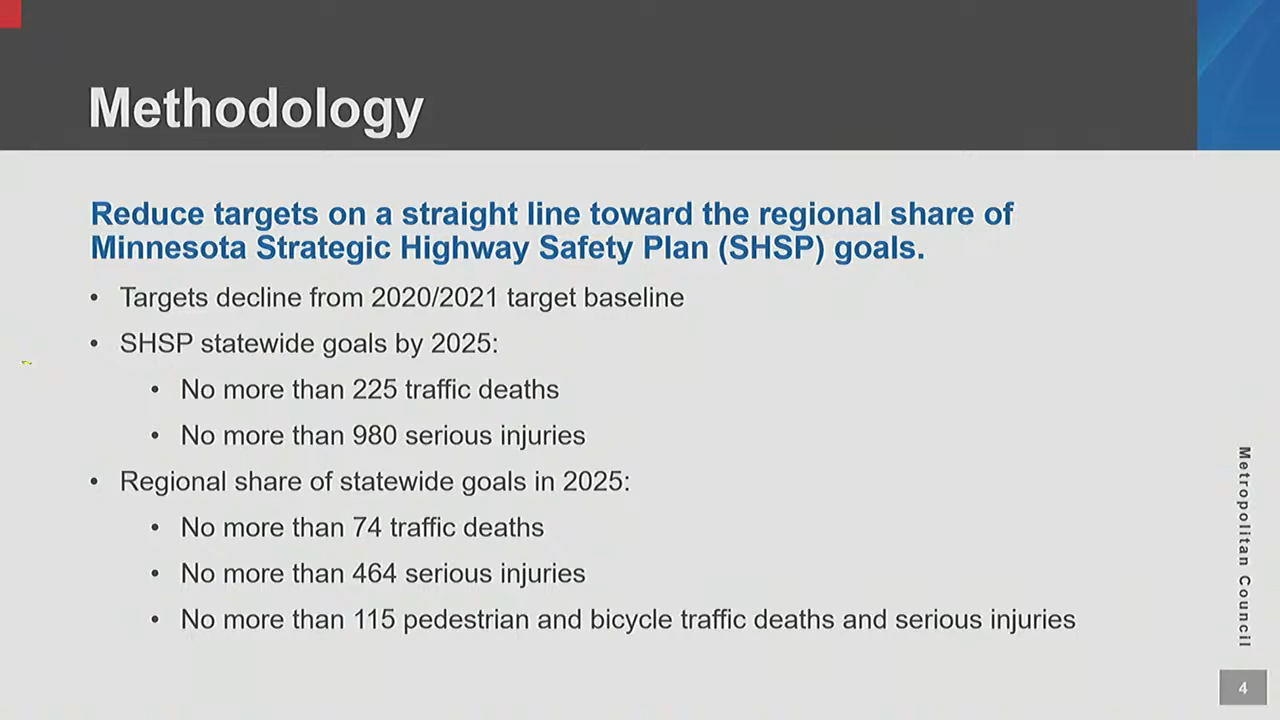 Methodology
Reduce targets on a straight line toward the regional share of
Minnesota Strategic Highway Safety Plan (SHSP) goals.
• Targets decline from 2020/2021 target baseline
• SHSP statewide goals by 2025:
• No more than 225 traffic deaths
• No more than 980 serious injuries
• Regional share of statewide goals in 2025:
• No more than 74 traffic deaths
• No more than 464 serious injuries
• No more than 115 pedestrian and bicycle traffic deaths and serious injuries
Metropolitan Council
4